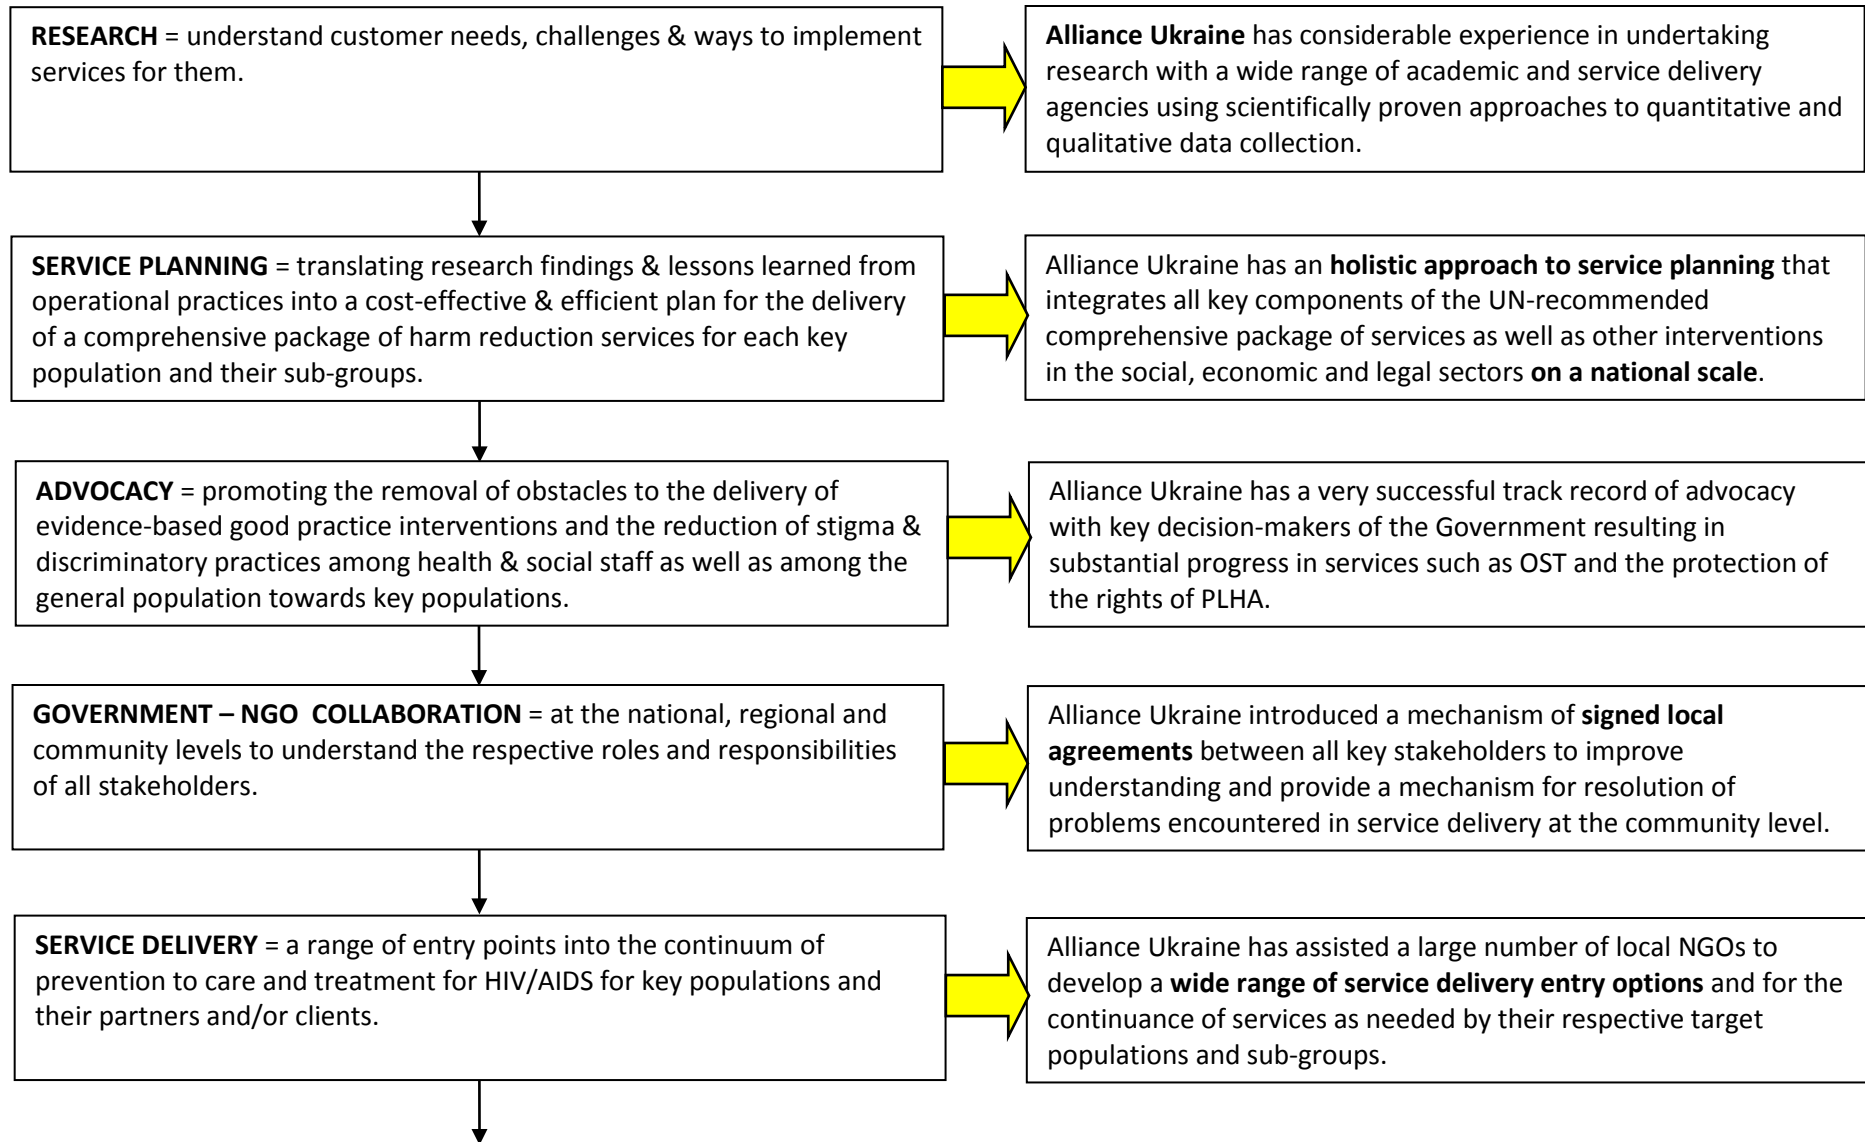 RESEARCH = understand customer needs, challenges & ways to implement
services for them.
Alliance Ukraine has considerable experience in undertaking
research with a wide range of academic and service delivery
agencies using scientifically proven approaches to quantitative and
qualitative data collection.
SERVICE PLANNING = translating research findings & lessons learned from
operational practices into a cost-effective & efficient plan for the delivery
of a comprehensive package of harm reduction services for each key
population and their sub-groups.
Alliance Ukraine has an holistic approach to service planning that
integrates all key components of the UN-recommended
comprehensive package of services as well as other interventions
in the social, economic and legal sectors on a national scale.
ADVOCACY = promoting the removal of obstacles to the delivery of
evidence-based good practice interventions and the reduction of stigma &
discriminatory practices among health & social staff as well as among the
general population towards key populations.
Alliance Ukraine has a very successful track record of advocacy
with key decision-makers of the Government resulting in
substantial progress in services such as OST and the protection of
the rights of PLHA.
GOVERNMENT – NGO COLLABORATION = at the national, regional and
community levels to understand the respective roles and responsibilities
of all stakeholders.
Alliance Ukraine introduced a mechanism of signed local
agreements between all key stakeholders to improve
understanding and provide a mechanism for resolution of
problems encountered in service delivery at the community level.
SERVICE DELIVERY = a range of entry points into the continuum of
prevention to care and treatment for HIV/AIDS for key populations and
their partners and/or clients.
Alliance Ukraine has assisted a large number of local NGOs to
develop a wide range of service delivery entry options and for the
continuance of services as needed by their respective target
populations and sub-groups.